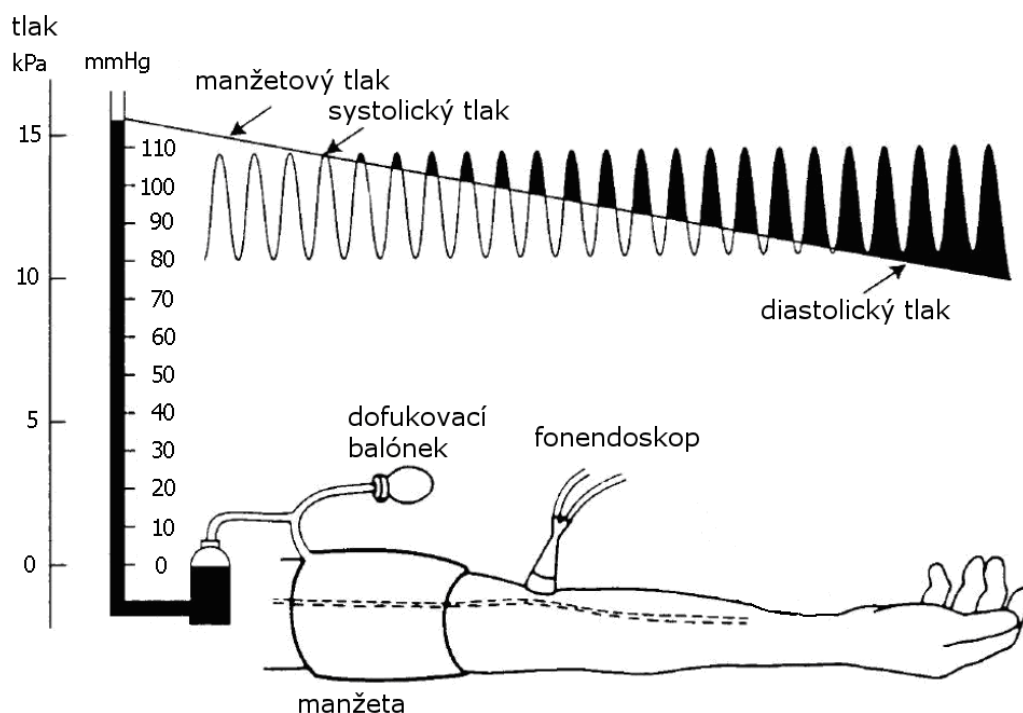 tlak
kPa
mmHg
manžetový tlak
systolický tlak
15
110
100
90
80
10
70
diastolický tlak
60
50
5
40
dofukovací
balónek
fonendoskop
30
20
10
0
0
manžeta